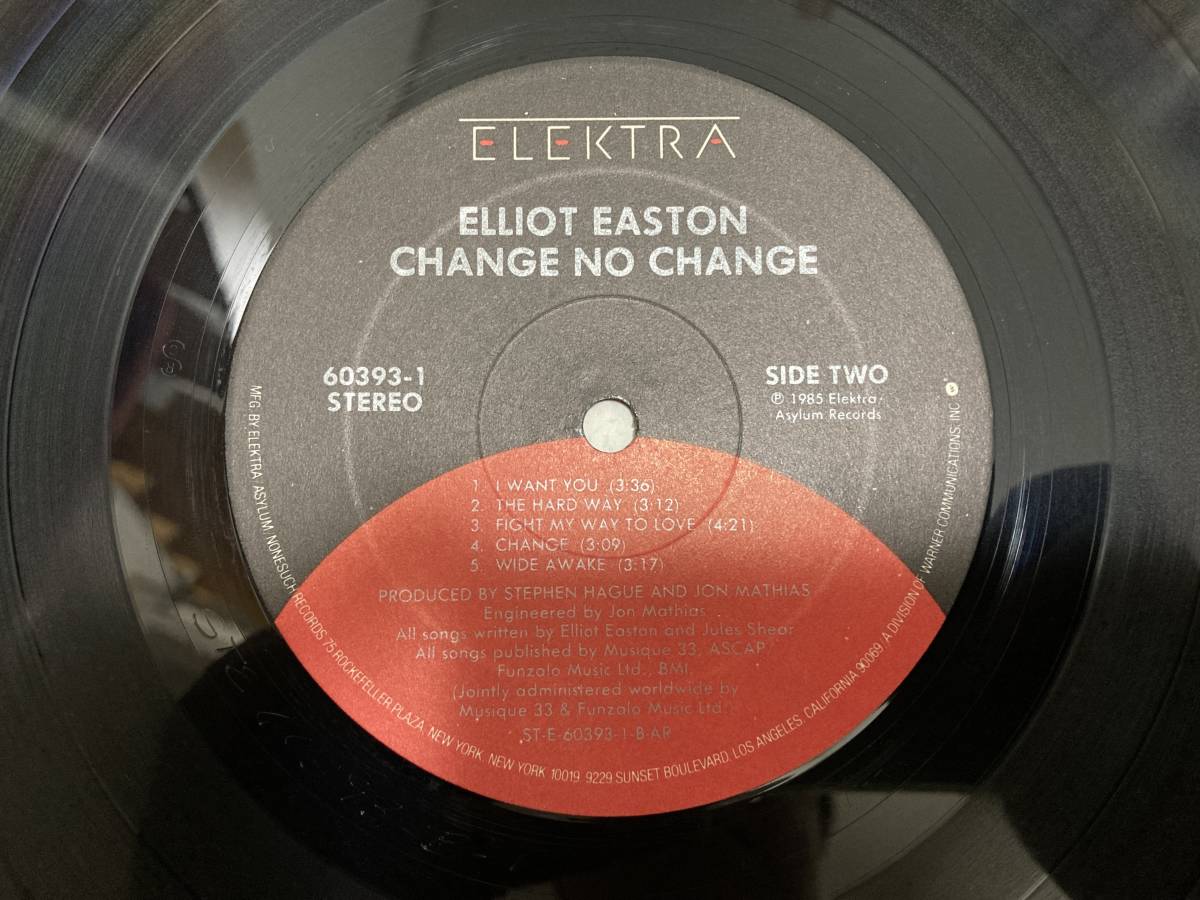 ELEKTRA
ELLIOT EASTON
CHANGE NO CHANGE
60393-1
STEREO
SIDE TWO
℗ 1985 Elektra/
Asylum Records
1. I WANT YOU (3:36)
2. THE HARD WAY (3:12)
3. FIGHT MY WAY TO LOVE (4:21)
4. CHANGE (3:09)
5. WIDE AWAKE (3:17)
PRODUCED BY STEPHEN HAGUE AND JON MATHIAS
Engineered by Jon Mathias
All songs written by Elliot Easton and Jules Shear
All songs published by Musique 33, ASCAP/
Funzalo Music Ltd., BMI,
(Jointly administered worldwide by
Musique 33 & Funzalo Music Ltd.)
ST-E-60393-1-B-AR
MFG. BY ELEKTRA/ASYLUM/NONESUCH RECORDS 75 ROCKEFELLER PLAZA, NEW YORK, NEW YORK 10019 9229 SUNSET BOULEVARD, LOS ANGELES, CALIFORNIA 90069 A DIVISION OF WARNER COMMUNICATIONS, INC.